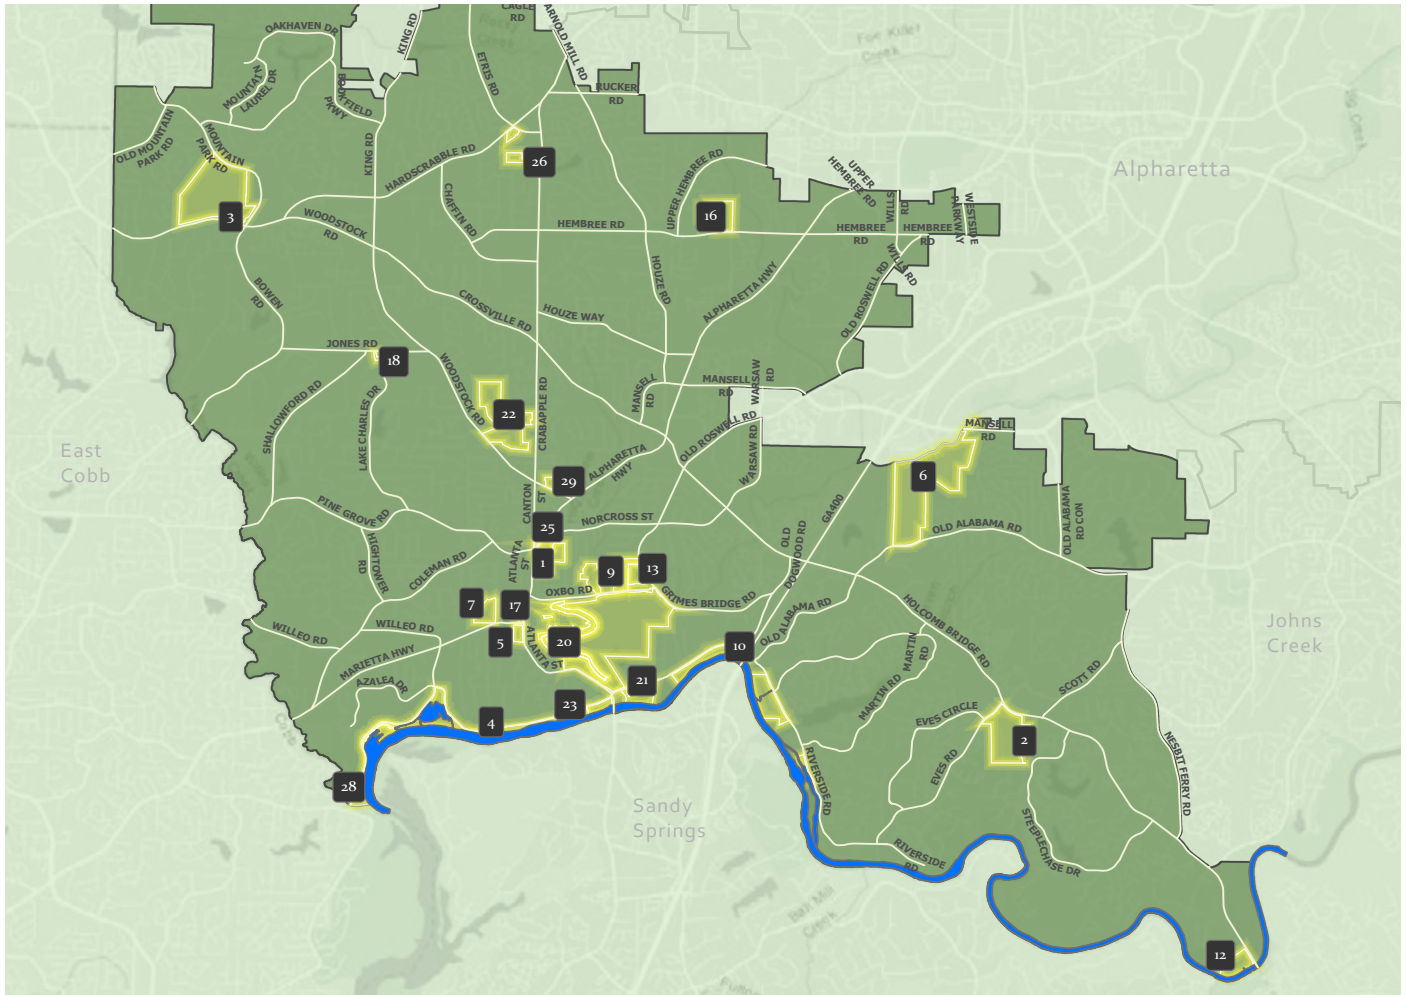 CAGLE
RD
OAKHAVEN DR
KING RD
ARNOLD MILL RD
Foe Killer
Creek
ETRIS RD
MOUNTAIN
LAUREL DR
BROOKFIELD
PKWY
RUCKER
RD
OLD MOUNTAIN
PARK RD
MOUNTAIN
PARK RD
KING RD
HARDSCRABBLE RD
26
UPPER HEMBREE RD
UPPER
HEMBREE RD
Alpharetta
3
WOODSTOCK
RD
CHAFFIN RD
HEMBREE RD
16
WILLS
RD
WESTSIDE
PARKWAY
HEMBREE
RD
HEMBREE
RD
WILLS RD
BOWEN
RD
HOUZE RD
ALPHARETTA HWY
OLD ROSWELL RD
CROSSVILLE RD
HOUZE WAY
JONES RD
18
WOODSTOCK RD
SHALLOWFORD RD
LAKE CHARLES DR
22
CRABAPPLE RD
MANSELL
RD
MANSELL
RD
WARSAW
RD
OLD ROSWELL RD
WARSAW RD
MANSELL
RD
East
Cobb
29
ALPHARETTA
HWY
6
CANTON
ST
PINE GROVE RD
25
NORCROSS ST
GA400
OLD
DOGWOOD RD
OLD ALABAMA RD
OLD ALABAMA
RD CON
HIGHTOWER
RD
COLEMAN RD
ATLANTA
ST
1
9
13
OXBO RD
GRIMES BRIDGE RD
7
17
WILLEO RD
WILLEO RD
5
ATLANTA ST
20
OLD ALABAMA RD
HOLCOMB BRIDGE RD
Johns
Creek
MARIETTA HWY
10
MARTIN
RD
AZALEA DR
21
MARTIN RD
SCOTT RD
4
23
EVES CIRCLE
2
28
RIVERSIDE RD
EVES RD
NESBIT FERRY RD
Sandy
Springs
STEEPLECHASE DR
RIVERSIDE
RD
Ball Mill
Creek
12